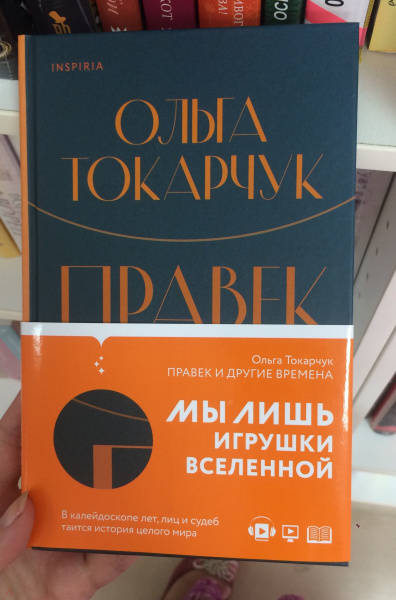 INSPIRIA
ОЛЬГА
ТОКАРЧУК
ПРАВЕК
Ольга Токарчук
ПРАВЕК И ДРУГИЕ ВРЕМЕНА
МЫ ЛИШЬ
ИГРУШКИ
ВСЕЛЕННОЙ
В калейдоскопе лет, лиц и судеб
таится история целого мира